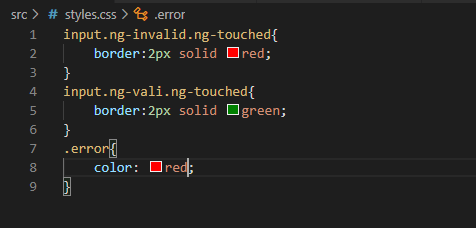 src > # styles.css > .error
1 input.ng-invalid.ng-touched{
2     border:2px solid red;
3 }
4 input.ng-vali.ng-touched{
5     border:2px solid green;
6 }
7 .error{
8     color: red;
9 }